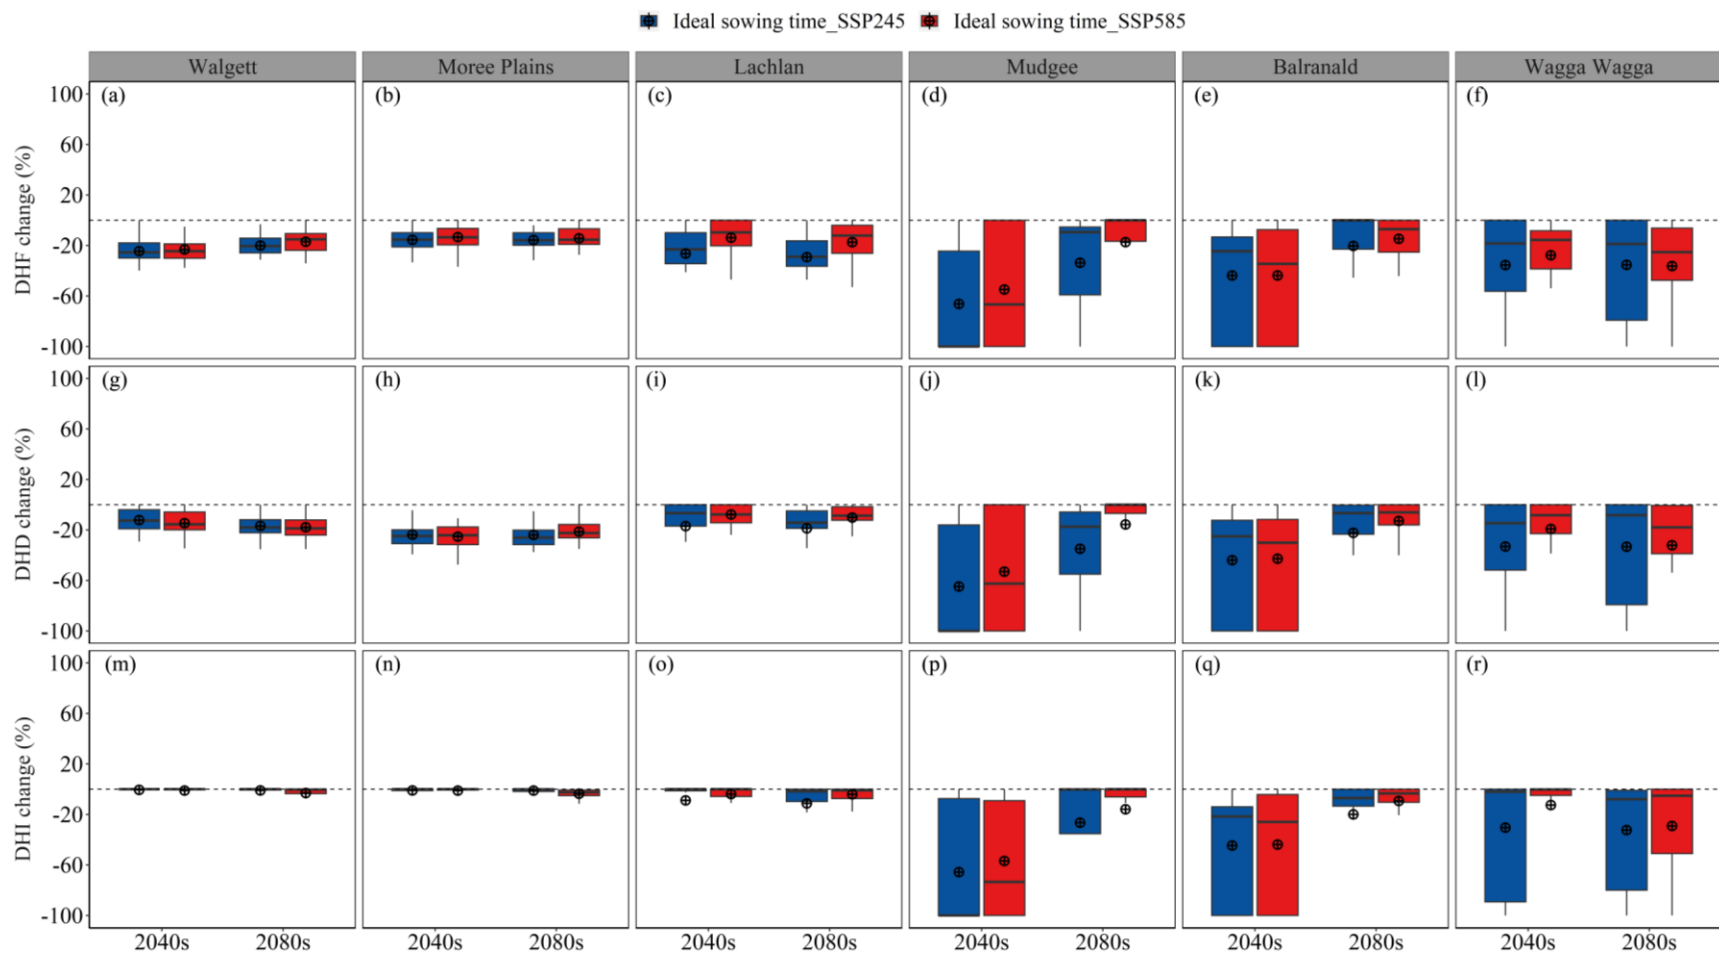 Ideal sowing time_SSP245 Ideal sowing time_SSP585
Walgett Moree Plains Lachlan Mudgee Balranald Wagga Wagga
DHF change (%)
100
60
20
-20
-60
-100
(a) (b) (c) (d) (e) (f)
DHD change (%)
100
60
20
-20
-60
-100
(g) (h) (i) (j) (k) (l)
DHI change (%)
100
60
20
-20
-60
-100
(m) (n) (o) (p) (q) (r)
2040s 2080s 2040s 2080s 2040s 2080s 2040s 2080s 2040s 2080s 2040s 2080s